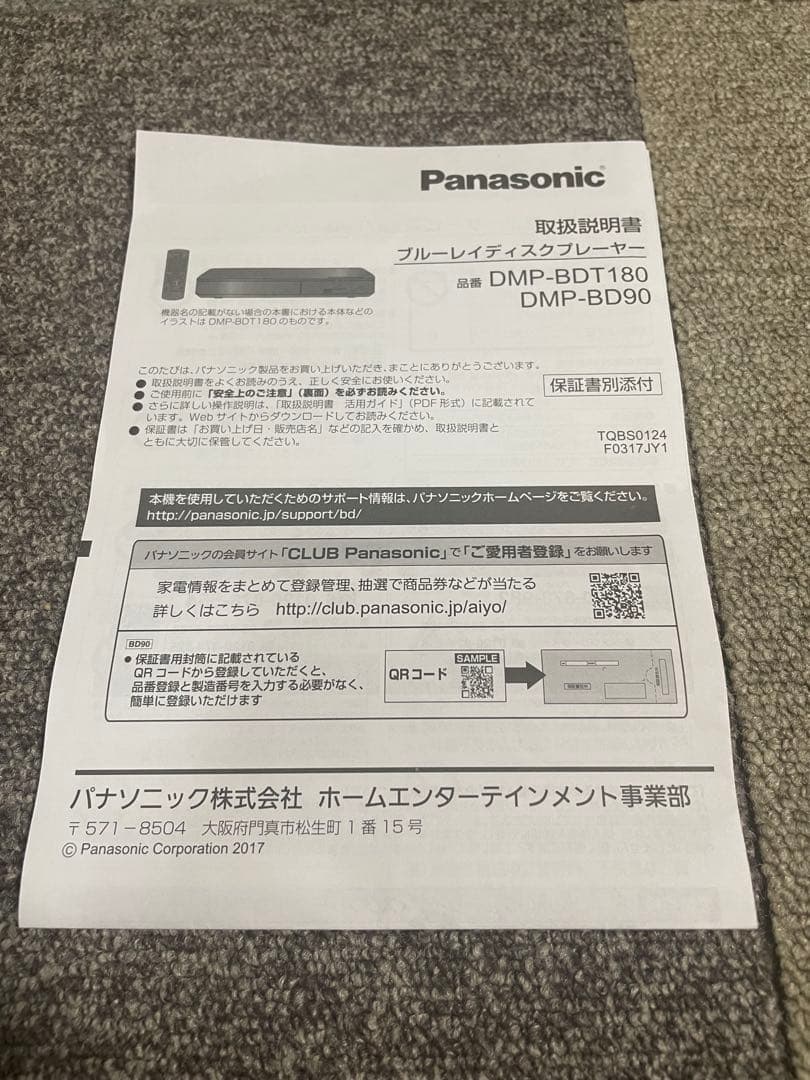 Panasonic
取扱説明書
ブルーレイディスクプレーヤー
品番 DMP-BDT180
DMP-BD90
機器名の記載がない場合の本書における本体などの
イラストは DMP-BDT180 のものです。
このたびは、パナソニック製品をお買い上げいただき、まことにありがとうございます。
● 取扱説明書をよくお読みのうえ、正しく安全にお使いください。
● ご使用前に「安全上のご注意」(裏面)を必ずお読みください。
● さらに詳しい操作説明は、「取扱説明書 活用ガイド」(PDF 形式)に記載されて
います。Web サイトからダウンロードしてお読みください。
● 保証書は「お買い上げ日・販売店名」などの記入を確かめ、取扱説明書と
ともに大切に保管してください。
保証書別添付
TQBS0124
F0317JY1
本機を使用していただくためのサポート情報は、パナソニックホームページをご覧ください。
http://panasonic.jp/support/bd/
パナソニックの会員サイト「CLUB Panasonic」で「ご愛用者登録」をお願いします
家電情報をまとめて登録管理、抽選で商品券などが当たる
詳しくはこちら http://club.panasonic.jp/aiyo/
BD90
● 保証書用封筒に記載されている
QRコードから登録していただくと、
品番登録と製造番号を入力する必要がなく、
簡単に登録いただけます
QRコード
SAMPLE
パナソニック株式会社 ホームエンターテインメント事業部
〒571-8504 大阪府門真市松生町1番15号
© Panasonic Corporation 2017